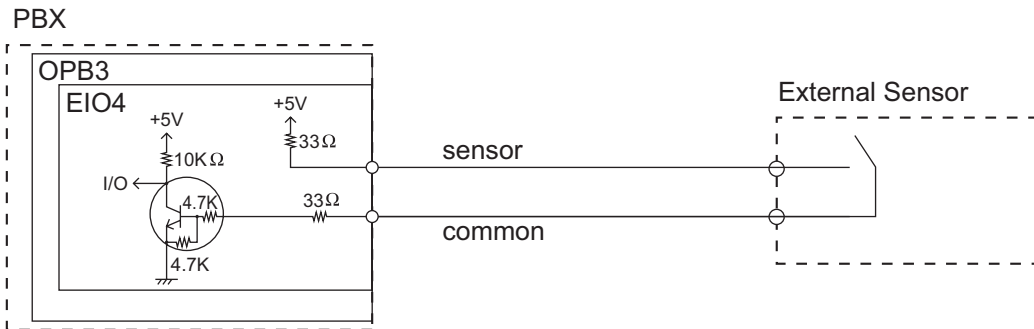 PBX
OPB3
EIO4
External Sensor
+5V
+5V
33Ω
10KΩ
sensor
I/O
4.7K
33Ω
common
4.7K